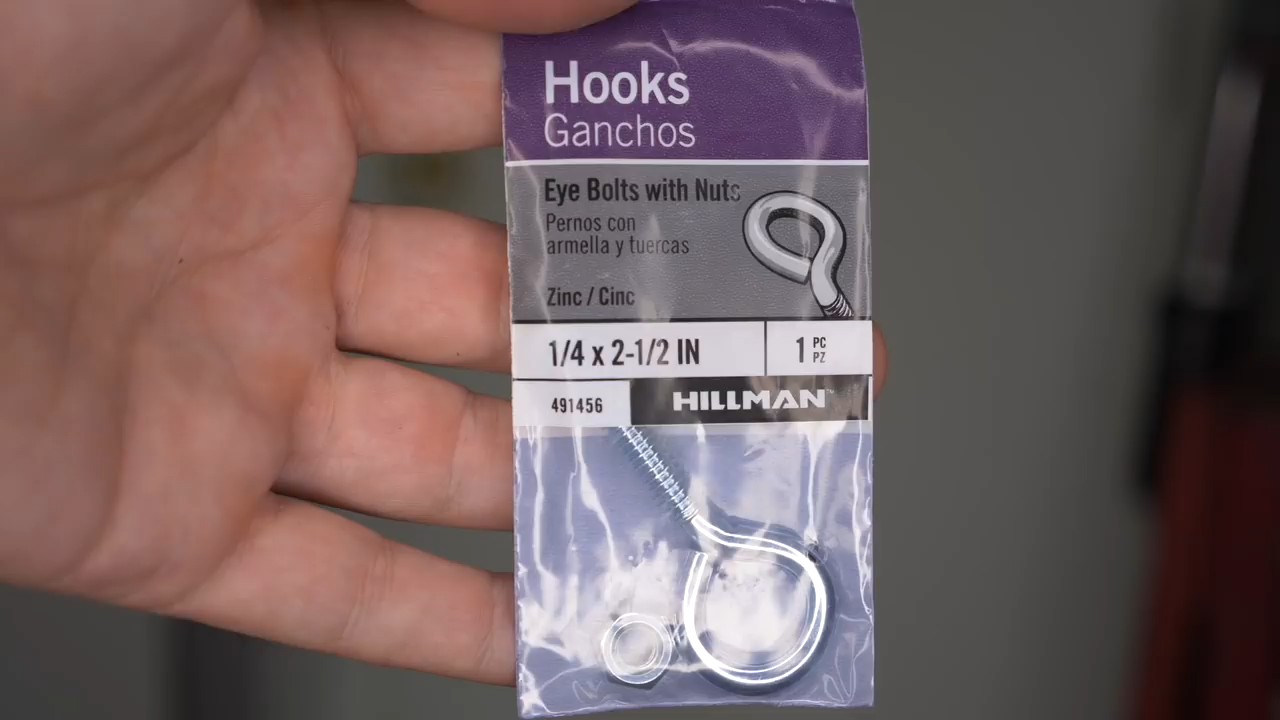 Hooks
Ganchos
Eye Bolts with Nuts
Pernos con
armella y tuercas
Zinc / Cinc
1/4 x 2-1/2 IN
1 PC
PZ
491456
HILLMAN™